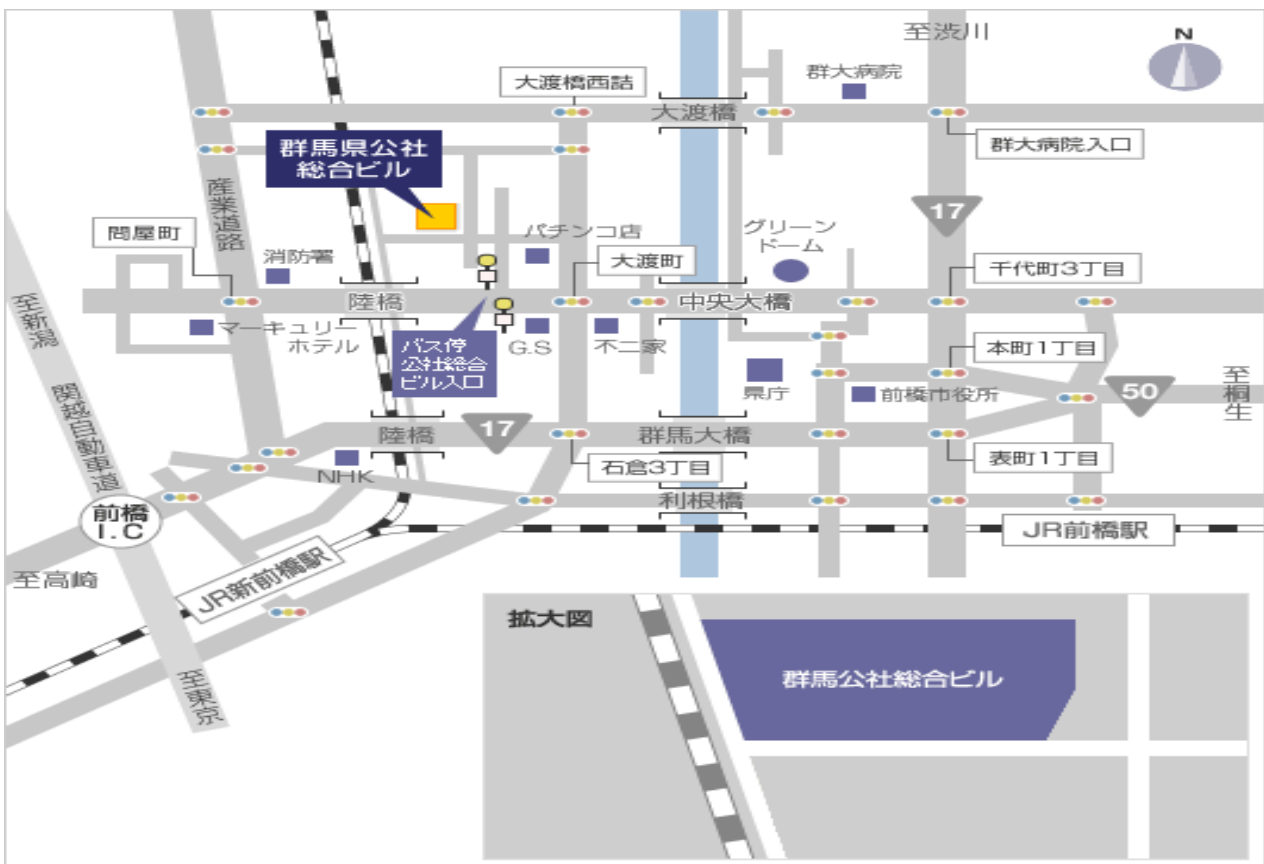 至渋川
N
群大病院
大渡橋西詰
大渡橋
群大病院入口
群馬県公社
総合ビル
産業道路
17
問屋町
消防署
パチンコ店
グリーン
ドーム
大渡町
千代町3丁目
陸橋
中央大橋
至新潟
マーキュリー
ホテル
バス停
公社総合
ビル入口
G.S
不二家
本町1丁目
県庁
前橋市役所
50
至桐生
関越自動車道
陸橋
17
群馬大橋
NHK
石倉3丁目
表町1丁目
前橋
I.C
利根橋
JR前橋駅
至高崎
JR新前橋駅
至東京
拡大図
群馬公社総合ビル